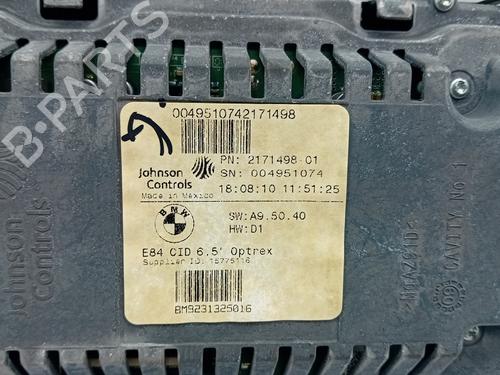 0049510742171498
Johnson Controls
Made in Mexico
PN: 2171498-01
SN: 004951074
18:08:10 11:51:25
BMW
SW:A9.50.40
HW:D1
E84 CID 6.5' Optrex
Supplier ID: 15775116
BM9231325016
Johnson Controls
CAVITY No 1
B-PARTS